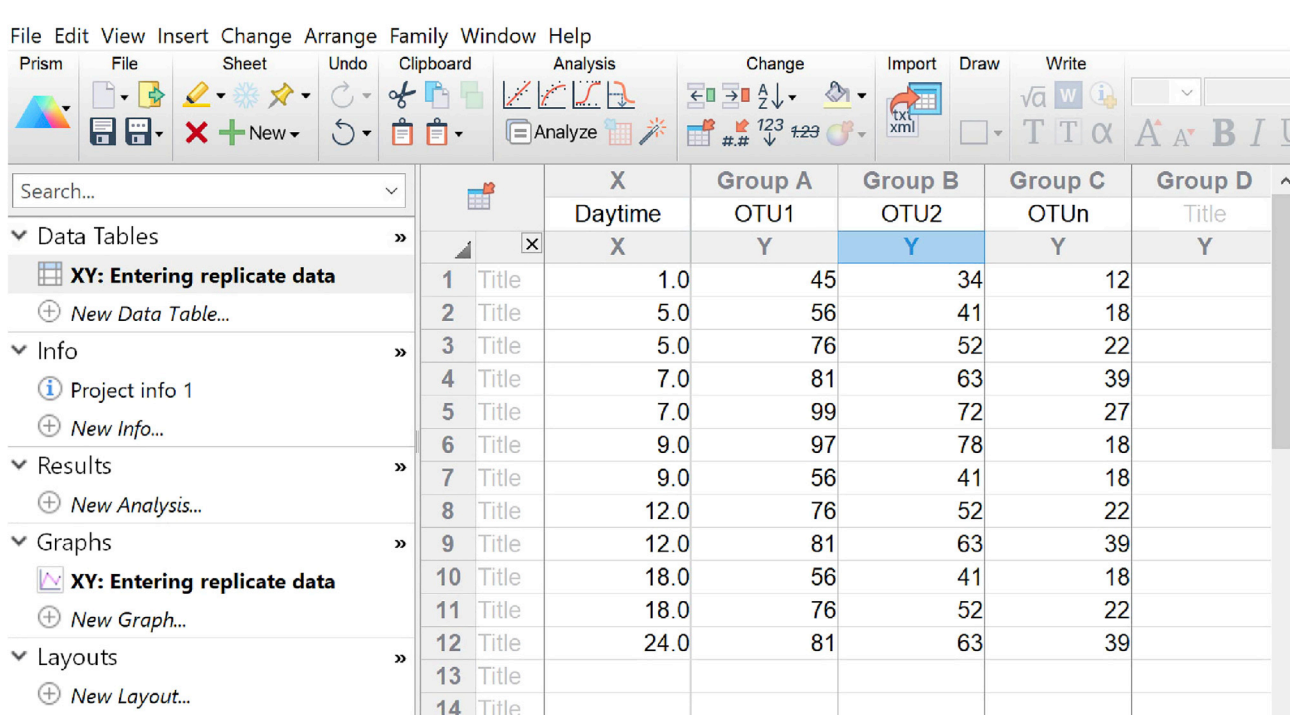 File Edit View Insert Change Arrange Family Window Help
Prism File Sheet Undo Clipboard Analysis Change Import Draw Write
New
Analyze
txt
xml
Search...
Data Tables
XY: Entering replicate data
New Data Table...
Info
Project info 1
New Info...
Results
New Analysis...
Graphs
XY: Entering replicate data
New Graph...
Layouts
New Layout...
X Group A Group B Group C Group D
Daytime OTU1 OTU2 OTUn Title
X Y Y Y Y
1 Title 1.0 45 34 12
2 Title 5.0 56 41 18
3 Title 5.0 76 52 22
4 Title 7.0 81 63 39
5 Title 7.0 99 72 27
6 Title 9.0 97 78 18
7 Title 9.0 56 41 18
8 Title 12.0 76 52 22
9 Title 12.0 81 63 39
10 Title 18.0 56 41 18
11 Title 18.0 76 52 22
12 Title 24.0 81 63 39
13 Title
14 Title